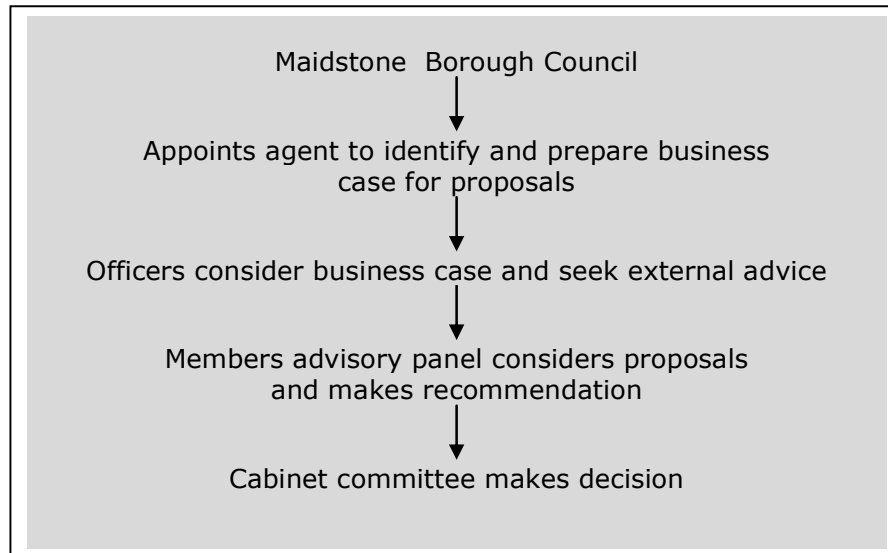 Maidstone  Borough Council
Appoints agent to identify and prepare business
case for proposals
Officers consider business case and seek external advice
Members advisory panel considers proposals
and makes recommendation
Cabinet committee makes decision